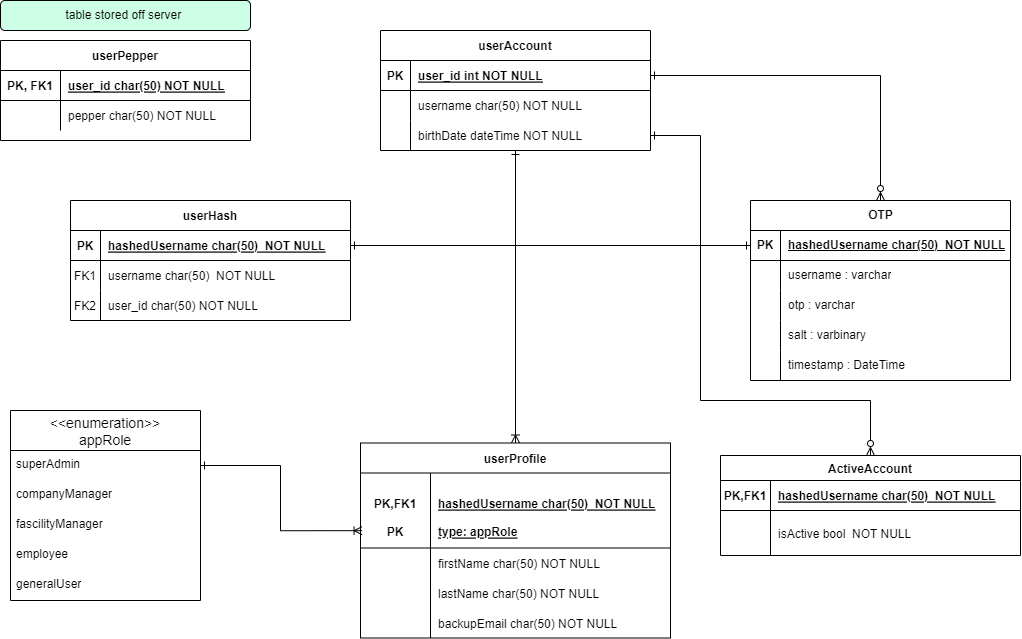 table stored off server
userPepper
PK, FK1 user_id char(50) NOT NULL
pepper char(50) NOT NULL
userAccount
PK user_id int NOT NULL
username char(50) NOT NULL
birthDate dateTime NOT NULL
userHash
PK hashedUsername char(50)  NOT NULL
FK1 username char(50)  NOT NULL
FK2 user_id char(50) NOT NULL
OTP
PK hashedUsername char(50)  NOT NULL
username : varchar
otp : varchar
salt : varbinary
timestamp : DateTime
<<enumeration>>
appRole
superAdmin
companyManager
fascilityManager
employee
generalUser
userProfile
PK,FK1 hashedUsername char(50)  NOT NULL
PK type: appRole
firstName char(50) NOT NULL
lastName char(50) NOT NULL
backupEmail char(50) NOT NULL
ActiveAccount
PK,FK1 hashedUsername char(50)  NOT NULL
isActive bool  NOT NULL